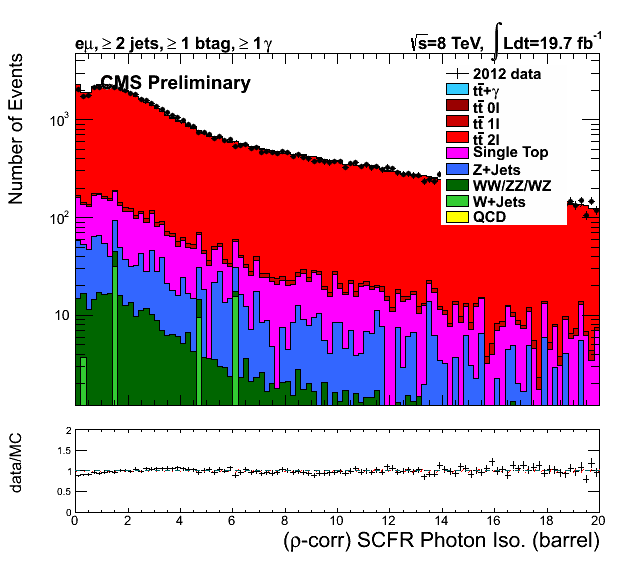 eμ, ≥ 2 jets, ≥ 1 btag, ≥ 1 γ
√s=8 TeV, ∫ Ldt=19.7 fb⁻¹
CMS Preliminary
Number of Events
10³
10²
10
2012 data
tt̄+γ
tt̄ 0l
tt̄ 1l
tt̄ 2l
Single Top
Z+Jets
WW/ZZ/WZ
W+Jets
QCD
data/MC
2
1.5
1
0.5
0
0 2 4 6 8 10 12 14 16 18 20
(ρ-corr) SCFR Photon Iso. (barrel)